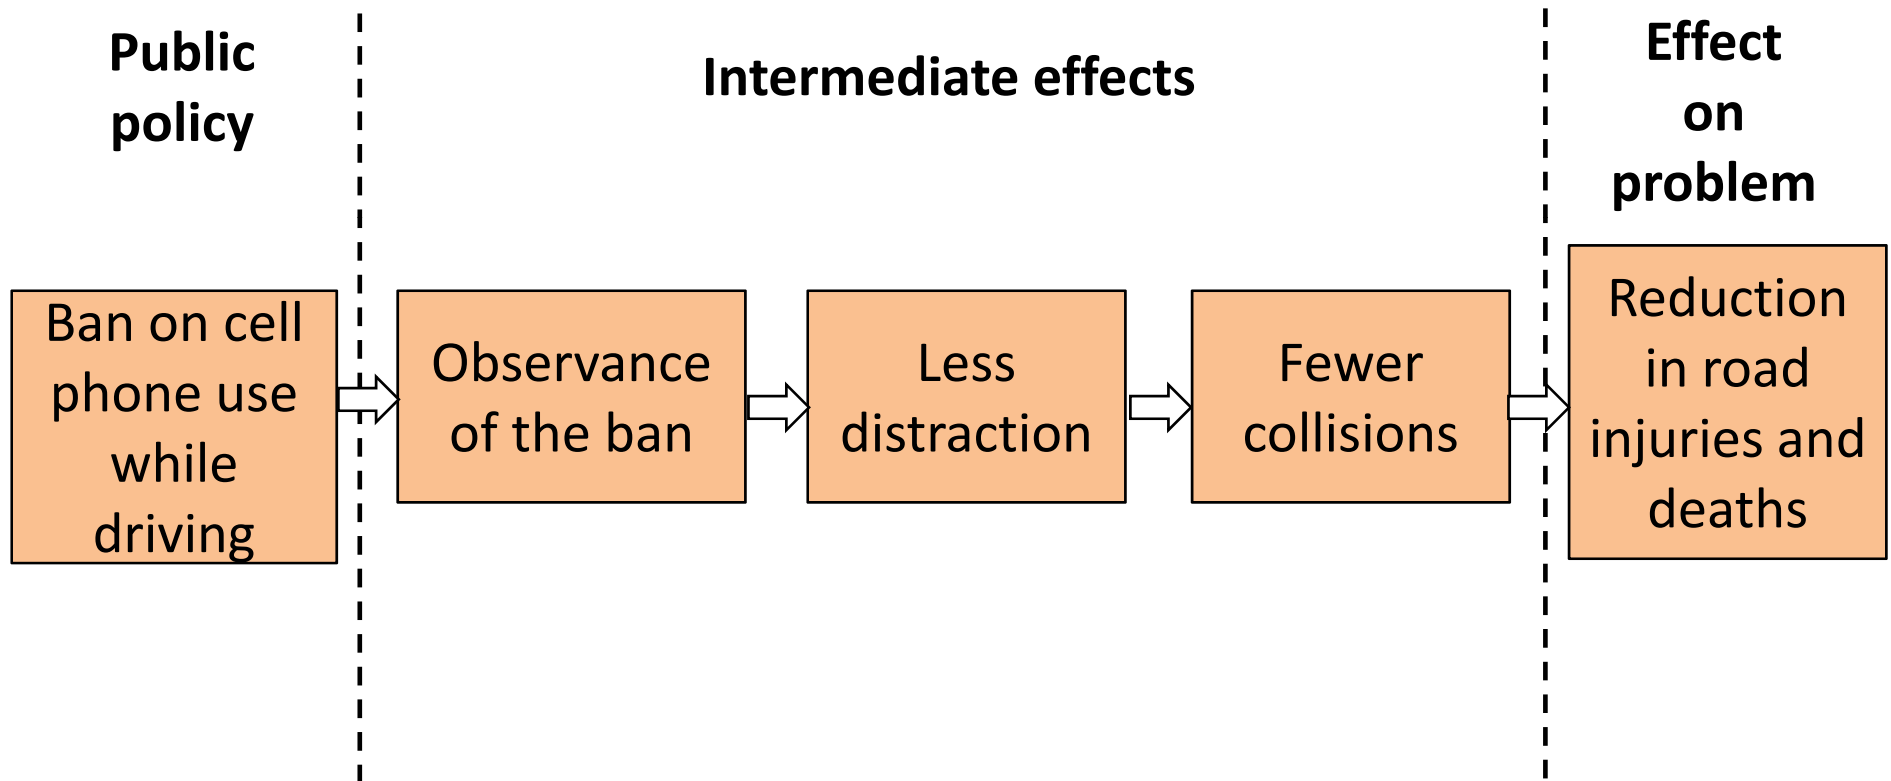 Public
policy
Intermediate effects
Effect
on
problem
Ban on cell
phone use
while
driving
Observance
of the ban
Less
distraction
Fewer
collisions
Reduction
in road
injuries and
deaths